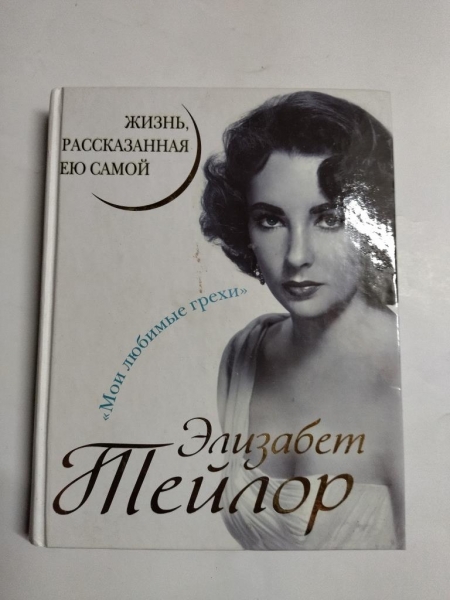 ЖИЗНЬ,
РАССКАЗАННАЯ
ЕЮ САМОЙ
«Мои любимые грехи»
Элизабет
Тейлор